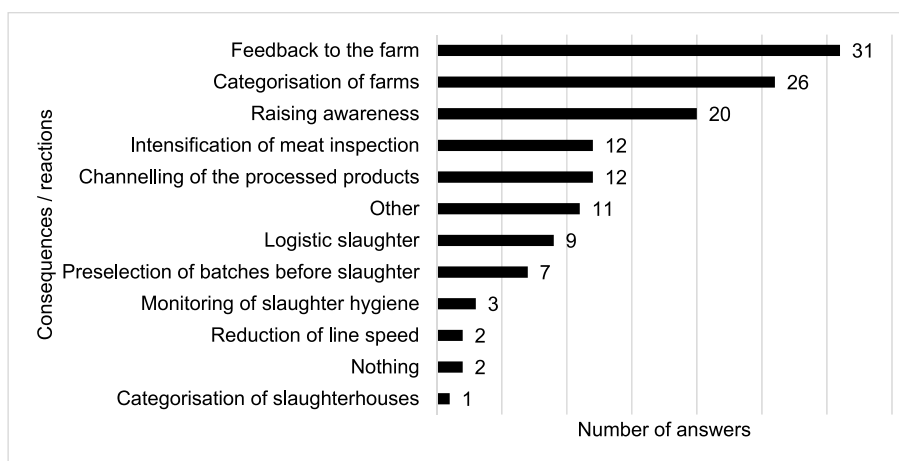 Consequences / reactions
Feedback to the farm 31
Categorisation of farms 26
Raising awareness 20
Intensification of meat inspection 12
Channelling of the processed products 12
Other 11
Logistic slaughter 9
Preselection of batches before slaughter 7
Monitoring of slaughter hygiene 3
Reduction of line speed 2
Nothing 2
Categorisation of slaughterhouses 1
Number of answers